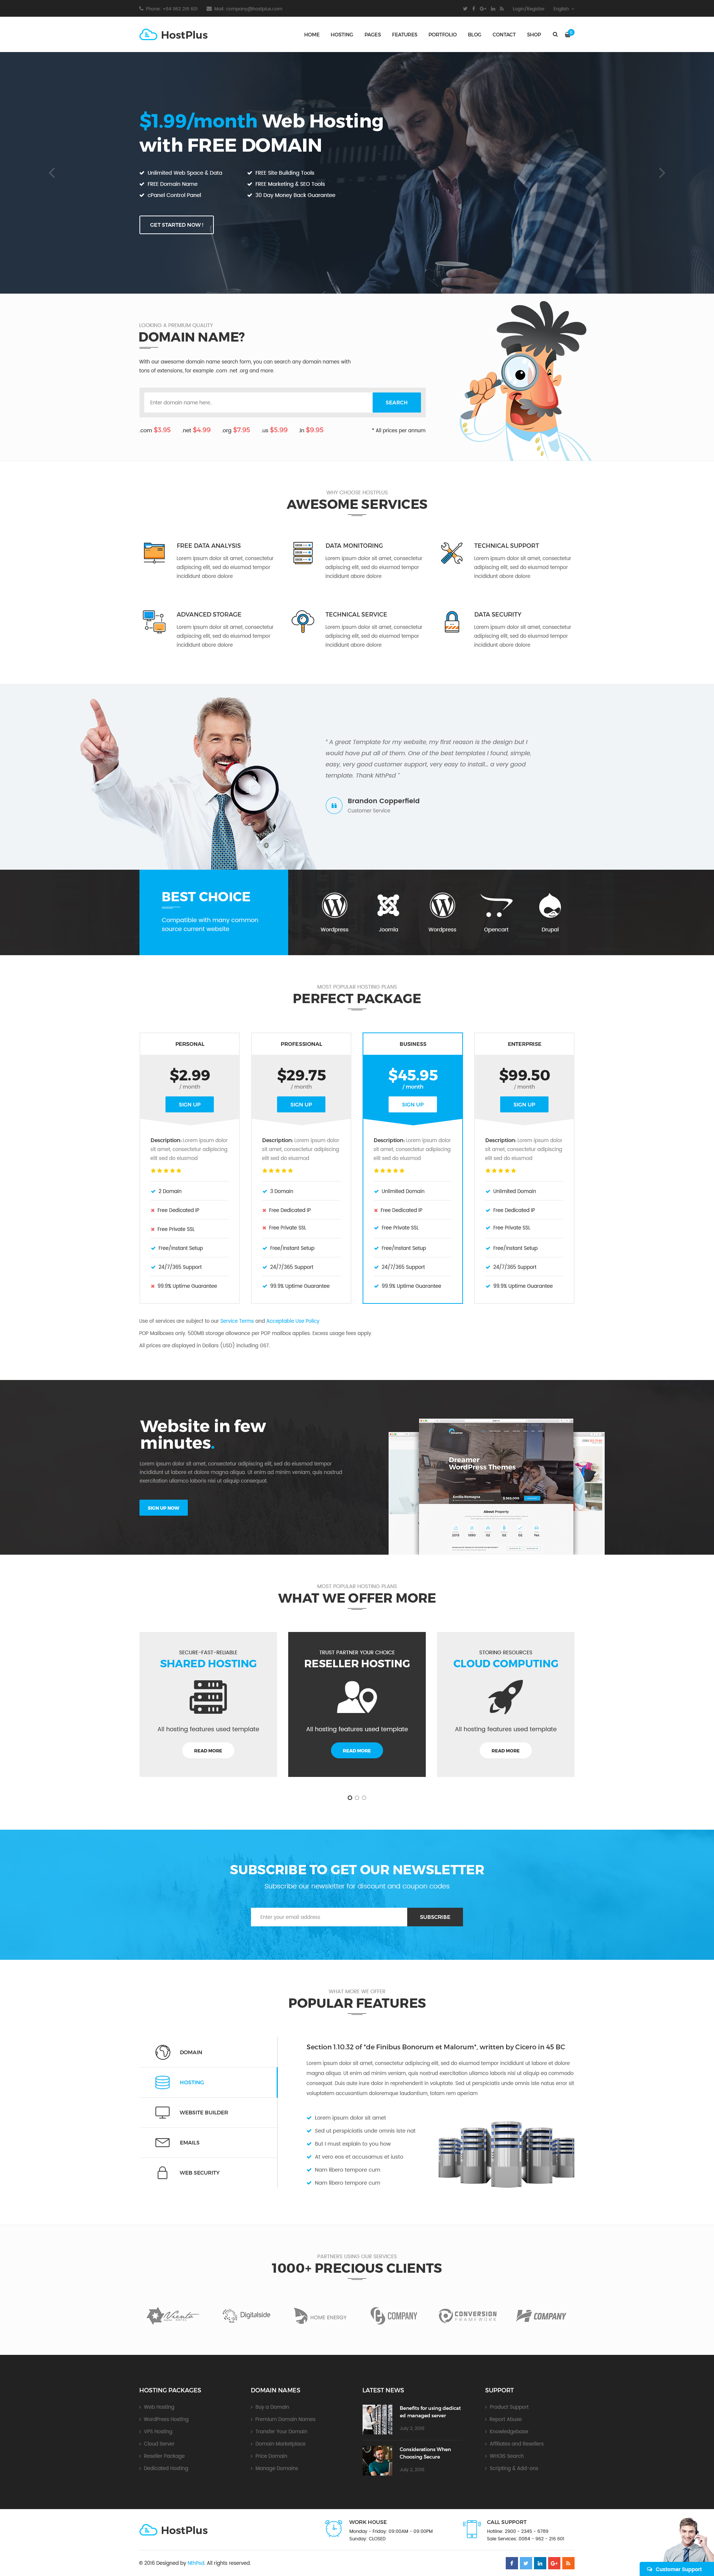 Phone: +84 962 216 601 Mail: company@hostplus.com Login/Register English
HostPlus HOME HOSTING PAGES FEATURES PORTFOLIO BLOG CONTACT SHOP
$1.99/month Web Hosting
with FREE DOMAIN
Unlimited Web Space & Data FREE Site Building Tools
FREE Domain Name FREE Marketing & SEO Tools
cPanel Control Panel 30 Day Money Back Guarantee
GET STARTED NOW !
LOOKING A PREMIUM QUALITY
DOMAIN NAME?
With our awesome domain name search form, you can search any domain names with
tons of extensions, for example .com .net .org and more
Enter domain name here.. SEARCH
.com $3.95 .net $4.99 .org $7.95 .us $5.99 .in $9.95 * All prices per annum
WHY CHOOSE HOSTPLUS
AWESOME SERVICES
FREE DATA ANALYSIS DATA MONITORING TECHNICAL SUPPORT
Lorem ipsum dolor sit amet, consectetur Lorem ipsum dolor sit amet, consectetur Lorem ipsum dolor sit amet, consectetur
adipiscing elit, sed do eiusmod tempor adipiscing elit, sed do eiusmod tempor adipiscing elit, sed do eiusmod tempor
incididunt abore dolore incididunt abore dolore incididunt abore dolore
ADVANCED STORAGE TECHNICAL SERVICE DATA SECURITY
Lorem ipsum dolor sit amet, consectetur Lorem ipsum dolor sit amet, consectetur Lorem ipsum dolor sit amet, consectetur
adipiscing elit, sed do eiusmod tempor adipiscing elit, sed do eiusmod tempor adipiscing elit, sed do eiusmod tempor
incididunt abore dolore incididunt abore dolore incididunt abore dolore
" A great Template for my website, my first reason is the design but I
would have put all of them. One of the best templates I found, simple,
easy, very good customer support, very easy to install... a very good
template. Thank NthPsd "
Brandon Copperfield
Customer Service
BEST CHOICE
Compatible with many common
source current website
Wordpress Joomla Wordpress Opencart Drupal
MOST POPULAR HOSTING PLANS
PERFECT PACKAGE
PERSONAL PROFESSIONAL BUSINESS ENTERPRISE
$2.99 $29.75 $45.95 $99.50
/ month / month / month / month
SIGN UP SIGN UP SIGN UP SIGN UP
Description: Lorem ipsum dolor Description: Lorem ipsum dolor Description: Lorem ipsum dolor Description: Lorem ipsum dolor
sit amet, consectetur adipiscing sit amet, consectetur adipiscing sit amet, consectetur adipiscing sit amet, consectetur adipiscing
elit sed do eiusmod elit sed do eiusmod elit sed do eiusmod elit sed do eiusmod
2 Domain 3 Domain Unlimited Domain Unlimited Domain
Free Dedicated IP Free Dedicated IP Free Dedicated IP Free Dedicated IP
Free Private SSL Free Private SSL Free Private SSL Free Private SSL
Free/Instant Setup Free/Instant Setup Free/Instant Setup Free/Instant Setup
24/7/365 Support 24/7/365 Support 24/7/365 Support 24/7/365 Support
99.9% Uptime Guarantee 99.9% Uptime Guarantee 99.9% Uptime Guarantee 99.9% Uptime Guarantee
Use of services are subject to our Service Terms and Acceptable Use Policy
POP Mailboxes only. 500MB storage allowance per POP mailbox applies. Excess usage fees apply.
All prices are displayed in Dollars (USD) including GST.
Website in few
minutes.
Lorem ipsum dolor sit amet, consectetur adipiscing elit, sed do eiusmod tempor
incididunt ut labore et dolore magna aliqua. Ut enim ad minim veniam, quis nostrud
exercitation ullamco laboris nisi ut aliquip consequat.
SIGN UP NOW
Dreamer
WordPress Themes
About Property
MOST POPULAR HOSTING PLANS
WHAT WE OFFER MORE
SECURE-FAST-RELIABLE TRUST PARTNER YOUR CHOICE STORING RESOURCES
SHARED HOSTING RESELLER HOSTING CLOUD COMPUTING
All hosting features used template All hosting features used template All hosting features used template
READ MORE READ MORE READ MORE
SUBSCRIBE TO GET OUR NEWSLETTER
Subscribe our newsletter for discount and coupon codes
Enter your email address SUBSCRIBE
WHAT MORE WE OFFER
POPULAR FEATURES
DOMAIN
HOSTING
WEBSITE BUILDER
EMAILS
WEB SECURITY
Section 1.10.32 of "de Finibus Bonorum et Malorum", written by Cicero in 45 BC
Lorem ipsum dolor sit amet, consectetur adipiscing elit, sed do eiusmod tempor incididunt ut labore et dolore
magna aliqua. Ut enim ad minim veniam, quis nostrud exercitation ullamco laboris nisi ut aliquip ea commodo
consequat. Duis aute irure dolor in reprehenderit in voluptate. Sed ut perspiciatis unde omnis iste natus error sit
voluptatem accusantium doloremque laudantium, totam rem aperiam
Lorem ipsum dolor sit amet
Sed ut perspiciatis unde omnis iste nat
But I must explain to you how
At vero eos et accusamus et iusto
Nam libero tempore cum
Nam libero tempore cum
PARTNERS USING OUR SERVICES
1000+ PRECIOUS CLIENTS
Digitalside HOME ENERGY COMPANY CONVERSION FRAMEWORK COMPANY
HOSTING PACKAGES DOMAIN NAMES LATEST NEWS SUPPORT
Web Hosting
WordPress Hosting
VPS Hosting
Cloud Server
Reseller Package
Dedicated Hosting
Buy a Domain
Premium Domain Names
Transfer Your Domain
Domain Marketplace
Price Domain
Manage Domains
Benefits for using dedicat
ed managed server
July 2, 2016
Considerations When
Choosing Secure
July 2, 2016
Product Support
Report Abuse
Knowledgebase
Affiliates and Resellers
WHOIS Search
Scripting & Add-ons
HostPlus
WORK HOUSE
Monday - Friday: 09:00AM - 09:00PM
Sunday: CLOSED
CALL SUPPORT
Hotline: 2900 - 2345 - 6789
Sale Services: 0084 - 962 - 216 601
© 2016 Designed by NthPsd. All rights reserved.
Customer Support